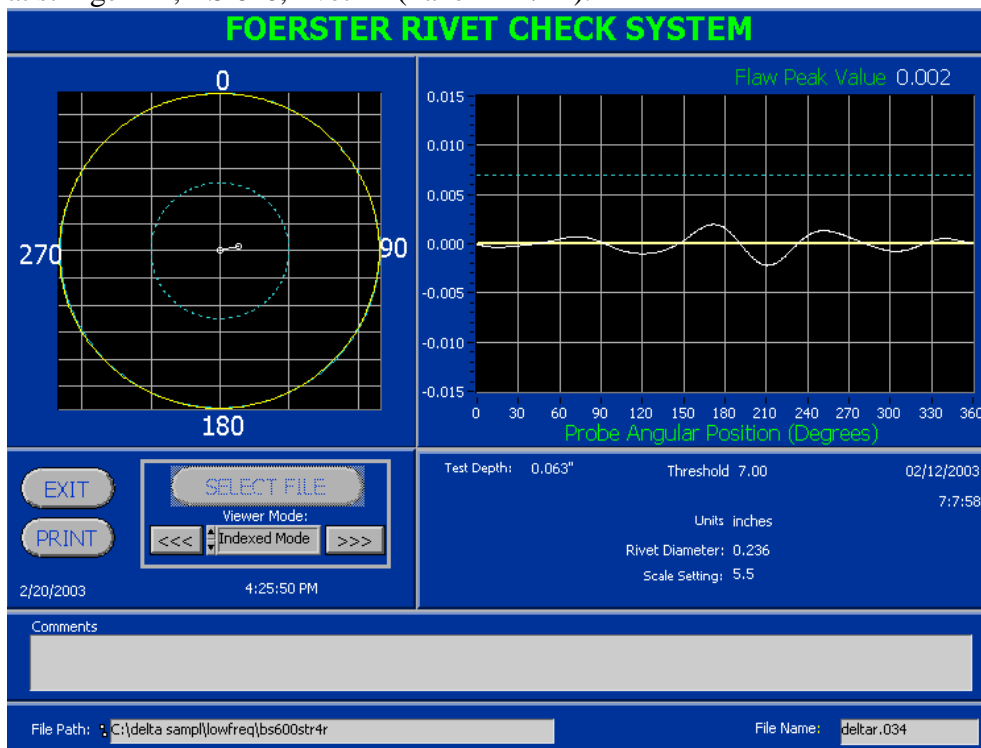 FOERSTER RIVET CHECK SYSTEM
0
270
90
180
Flaw Peak Value 0.002
0.015
0.010
0.005
0.000
-0.005
-0.010
-0.015
0 30 60 90 120 150 180 210 240 270 300 330 360
Probe Angular Position (Degrees)
EXIT
PRINT
SELECT FILE
Viewer Mode:
<<< Indexed Mode >>>
2/20/2003 4:25:50 PM
Test Depth: 0.063" Threshold 7.00 02/12/2003
7:7:58
Units inches
Rivet Diameter: 0.236
Scale Setting: 5.5
Comments
File Path: C:\delta sampl\lowfreq\bs600str4r
File Name: deltar.034